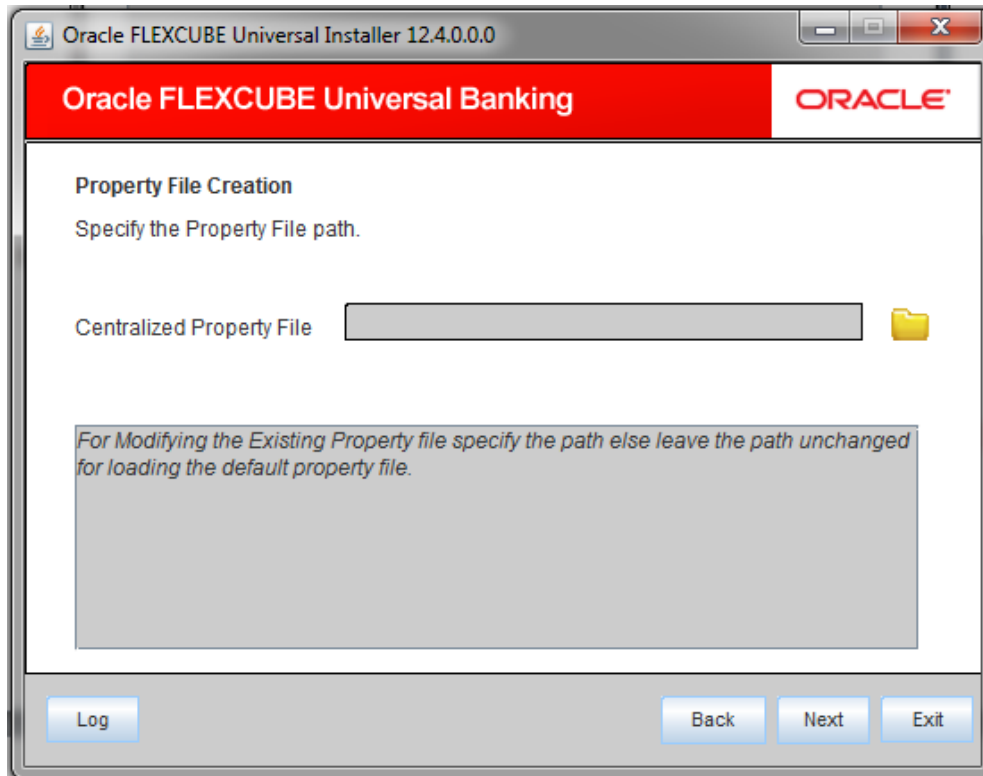 Oracle FLEXCUBE Universal Installer 12.4.0.0.0
Oracle FLEXCUBE Universal Banking
ORACLE
Property File Creation
Specify the Property File path.
Centralized Property File
For Modifying the Existing Property file specify the path else leave the path unchanged
for loading the default property file.
Log Back Next Exit